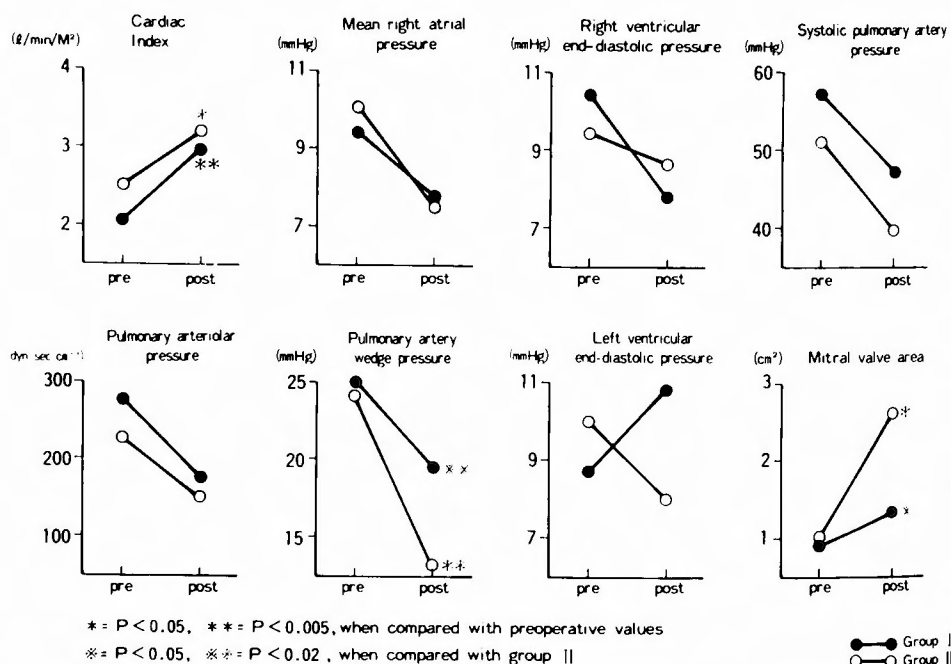 Cardiac
Index
(ℓ/min/M²)
4
3
2
*
**
pre post
Mean right atrial
pressure
(mmHg)
11
9
7
pre post
Right ventricular
end-diastolic pressure
(mmHg)
11
9
7
pre post
Systolic pulmonary artery
pressure
(mmHg)
60
50
40
pre post
Pulmonary arteriolar
pressure
dyn sec
300
200
100
pre post
Pulmonary artery
wedge pressure
(mmHg)
25
20
15
※※
※※
pre post
Left ventricular
end-diastolic pressure
(mmHg)
11
9
7
pre post
Mitral valve area
(cm²)
3
2
1
※
※
pre post
*= P<0.05, **= P<0.005, when compared with preoperative values
※= P<0.05, ※※= P<0.02, when compared with group II
Group I
Group